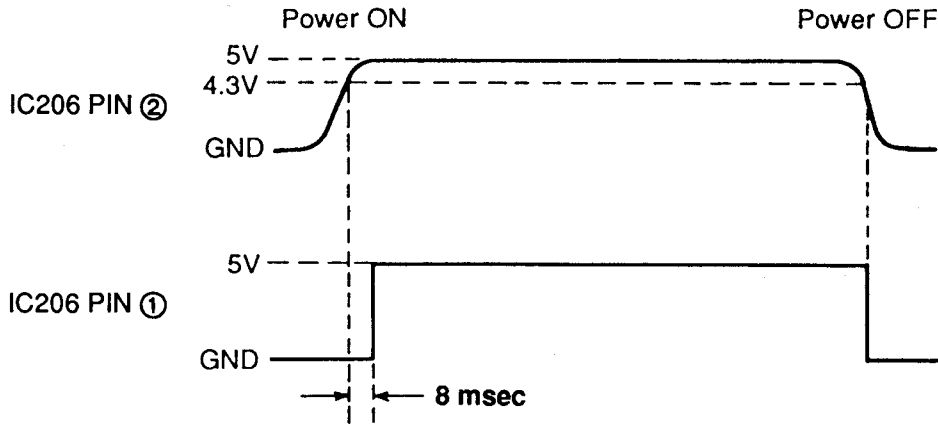 Power ON
Power OFF
5V
4.3V
IC206 PIN ②
GND
5V
IC206 PIN ①
GND
8 msec